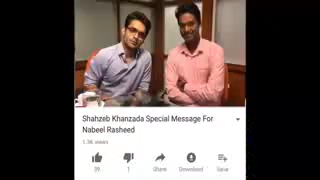 Shahzeb Khanzada Special Message For
Nabeel Rasheed
1.3K views
39
1
Share
Download
Save